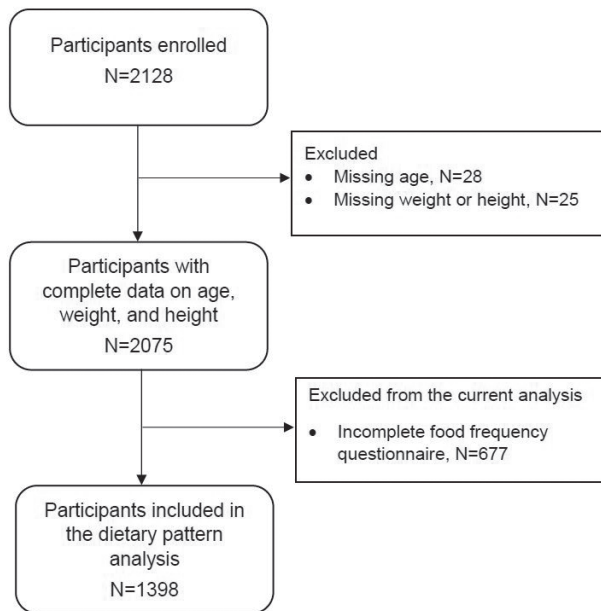 Participants enrolled
N=2128
Excluded
• Missing age, N=28
• Missing weight or height, N=25
Participants with
complete data on age,
weight, and height
N=2075
Excluded from the current analysis
• Incomplete food frequency
questionnaire, N=677
Participants included in
the dietary pattern
analysis
N=1398